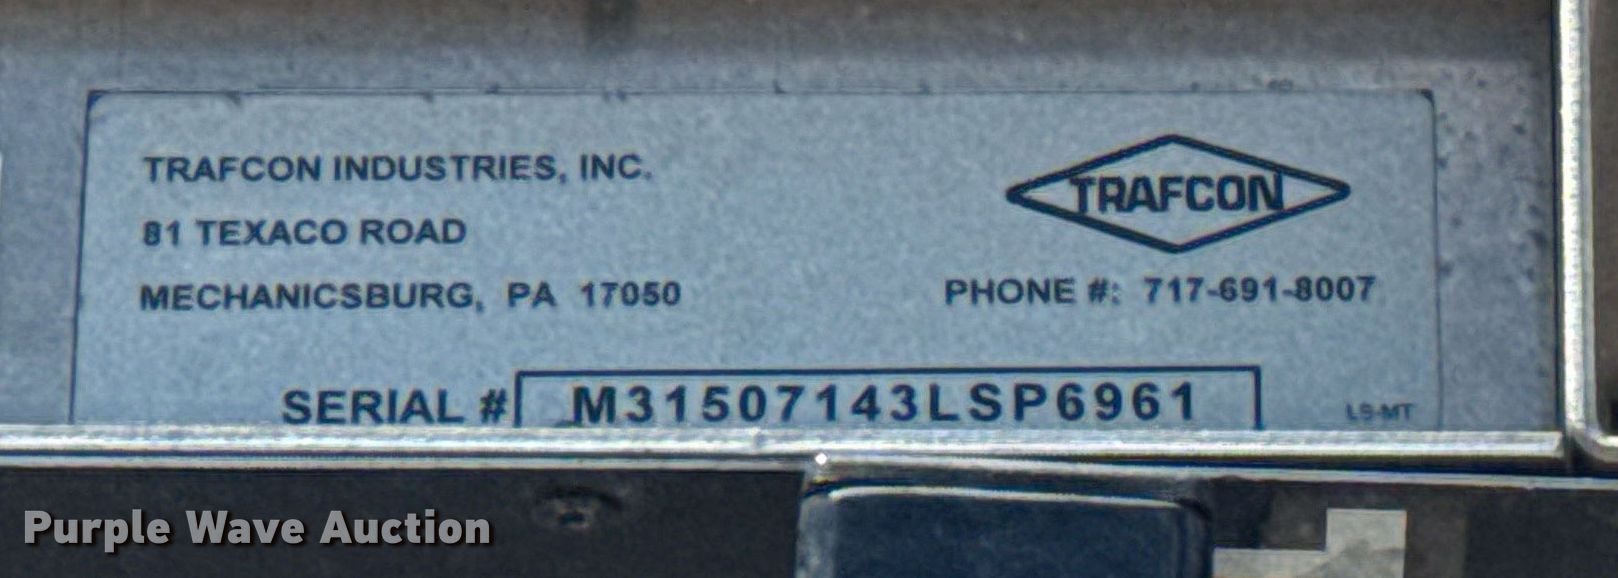 TRAFCON INDUSTRIES, INC.
81 TEXACO ROAD
MECHANICSBURG, PA 17050
TRAFCON
PHONE #: 717-691-8007
SERIAL # M31507143LSP6961
LS-MT
Purple Wave Auction